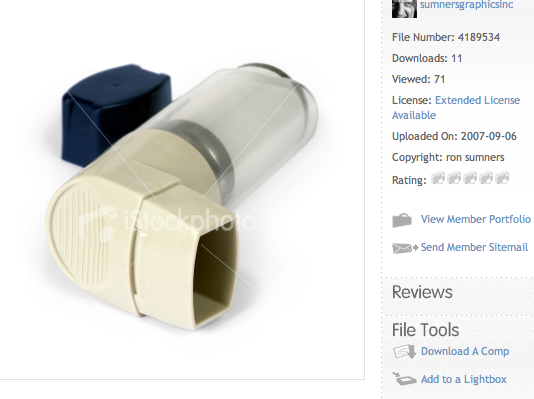 sumnersgraphicsinc
File Number: 4189534
Downloads: 11
Viewed: 71
License: Extended License
Available
Uploaded On: 2007-09-06
Copyright: ron sumners
Rating:
iStockphoto
View Member Portfolio
Send Member Sitemail
Reviews
File Tools
Download A Comp
Add to a Lightbox